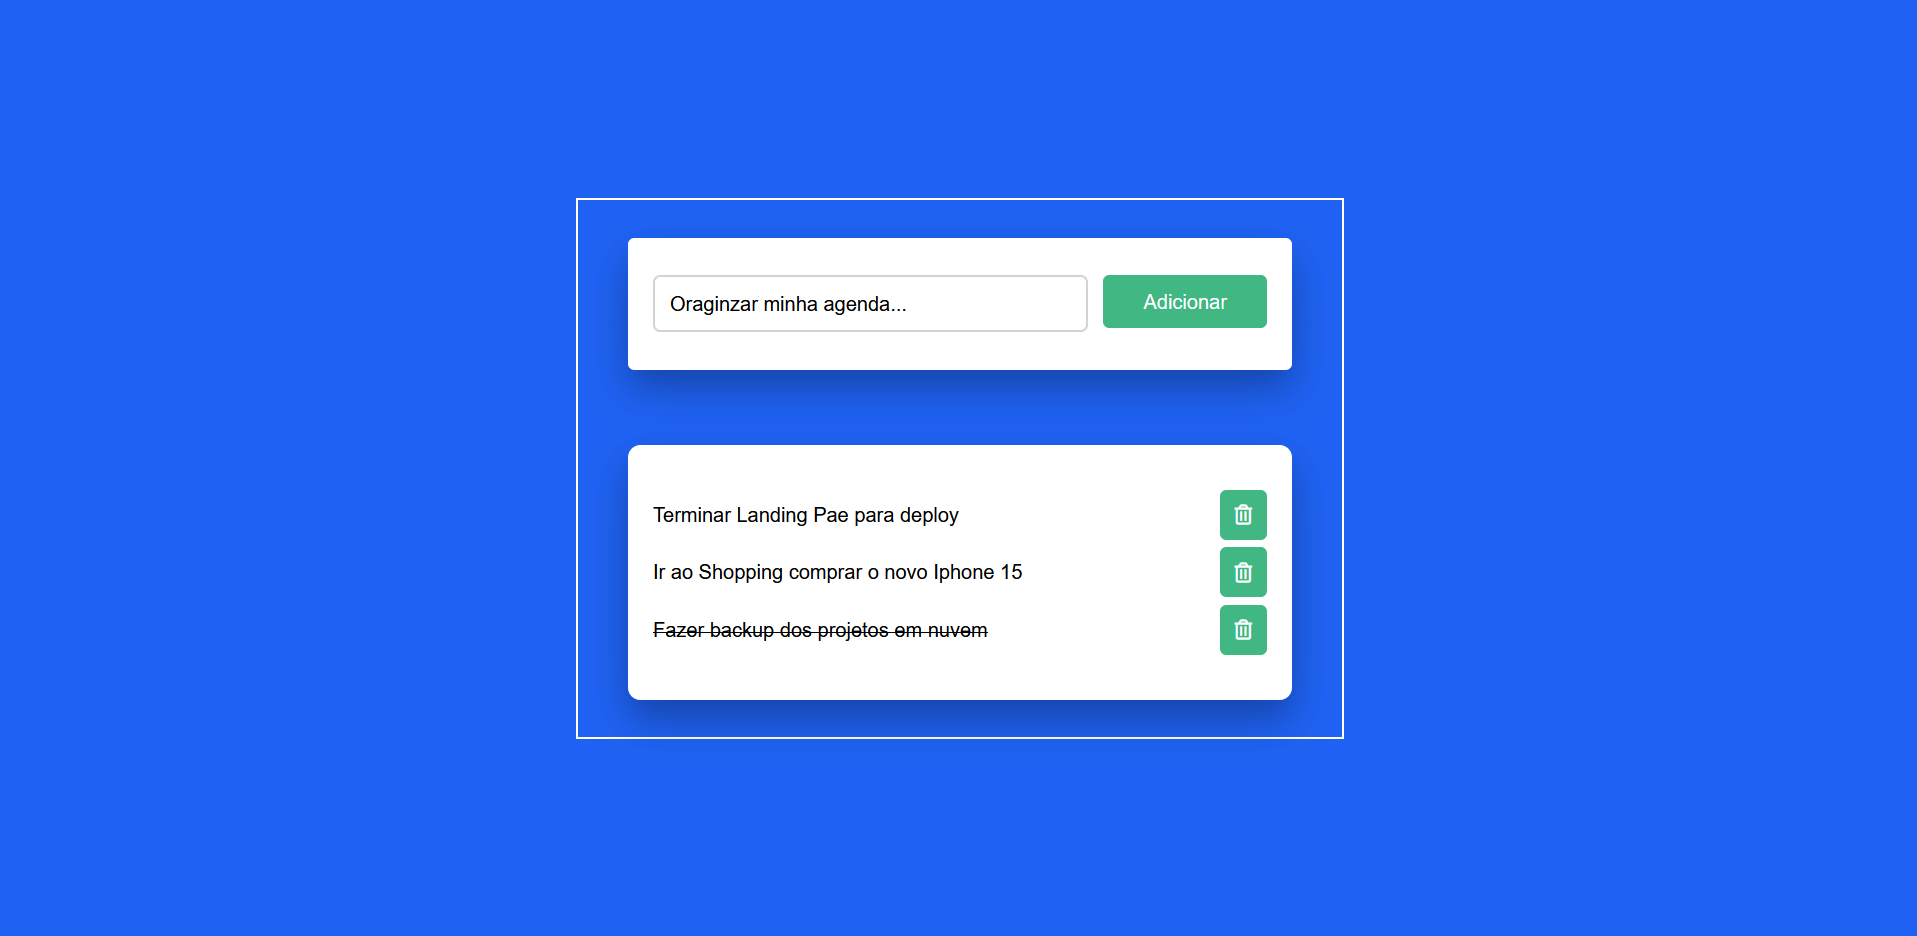 Oraginzar minha agenda...
Adicionar
Terminar Landing Pae para deploy
Ir ao Shopping comprar o novo Iphone 15
Fazer backup dos projetos em nuvem